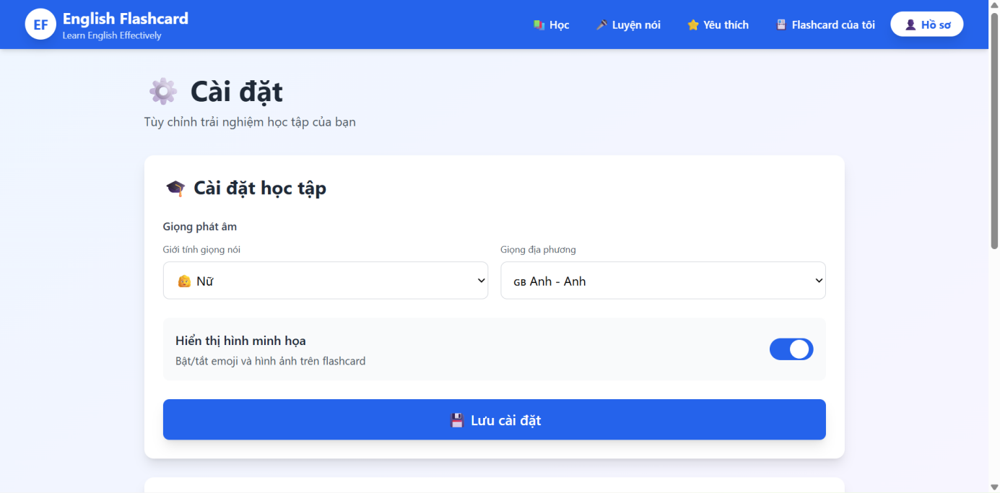 EF
English Flashcard
Learn English Effectively
Học
Luyện nói
Yêu thích
Flashcard của tôi
Hồ sơ
Cài đặt
Tùy chỉnh trải nghiệm học tập của bạn
Cài đặt học tập
Giọng phát âm
Giới tính giọng nói
Giọng địa phương
Nữ
GB Anh - Anh
Hiển thị hình minh họa
Bật/tắt emoji và hình ảnh trên flashcard
Lưu cài đặt